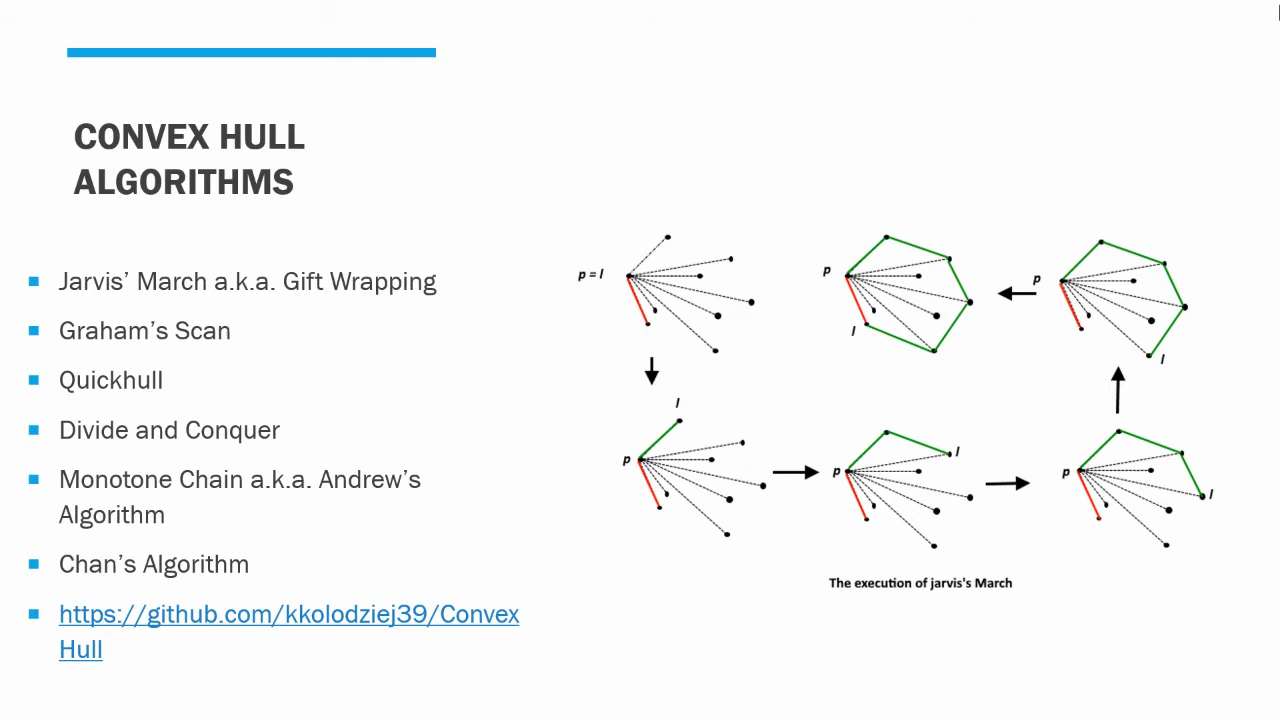 CONVEX HULL
ALGORITHMS
Jarvis’ March a.k.a. Gift Wrapping
Graham’s Scan
Quickhull
Divide and Conquer
Monotone Chain a.k.a. Andrew’s
Algorithm
Chan’s Algorithm
https://github.com/kkolodziej39/Convex
Hull
p = l
p
l
p
l
l
p
p
l
p
l
The execution of jarvis's March